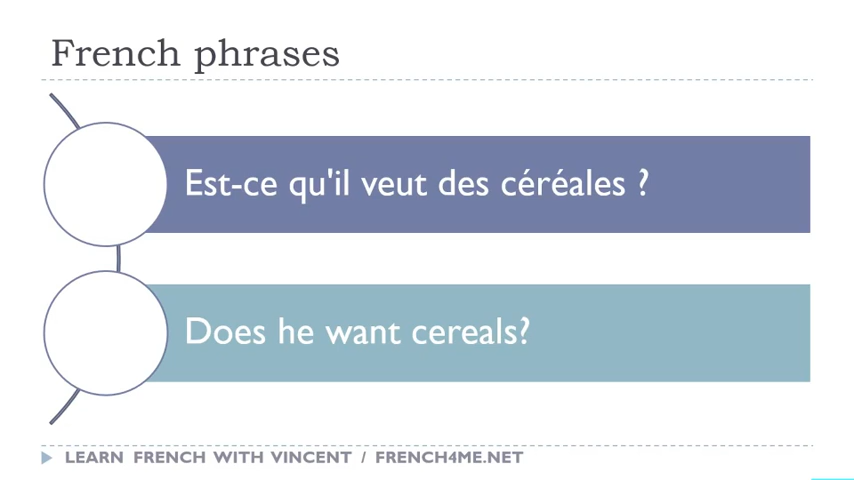 French phrases
Est-ce qu'il veut des céréales ?
Does he want cereals?
LEARN FRENCH WITH VINCENT / FRENCH4ME.NET